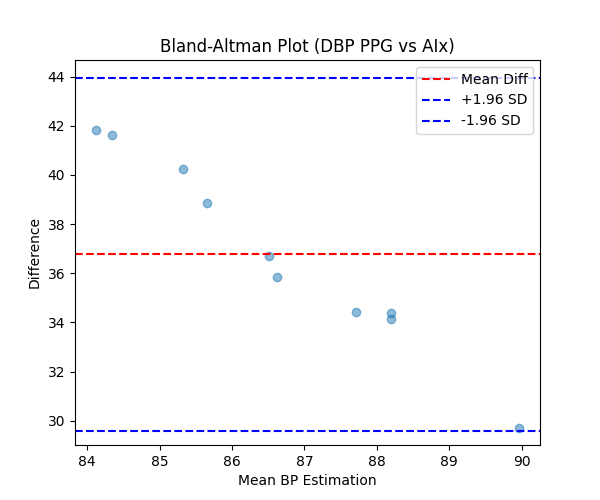 Bland-Altman Plot (DBP PPG vs AIx)
Mean Diff
+1.96 SD
-1.96 SD
Difference
44
42
40
38
36
34
32
30
84 85 86 87 88 89 90
Mean BP Estimation